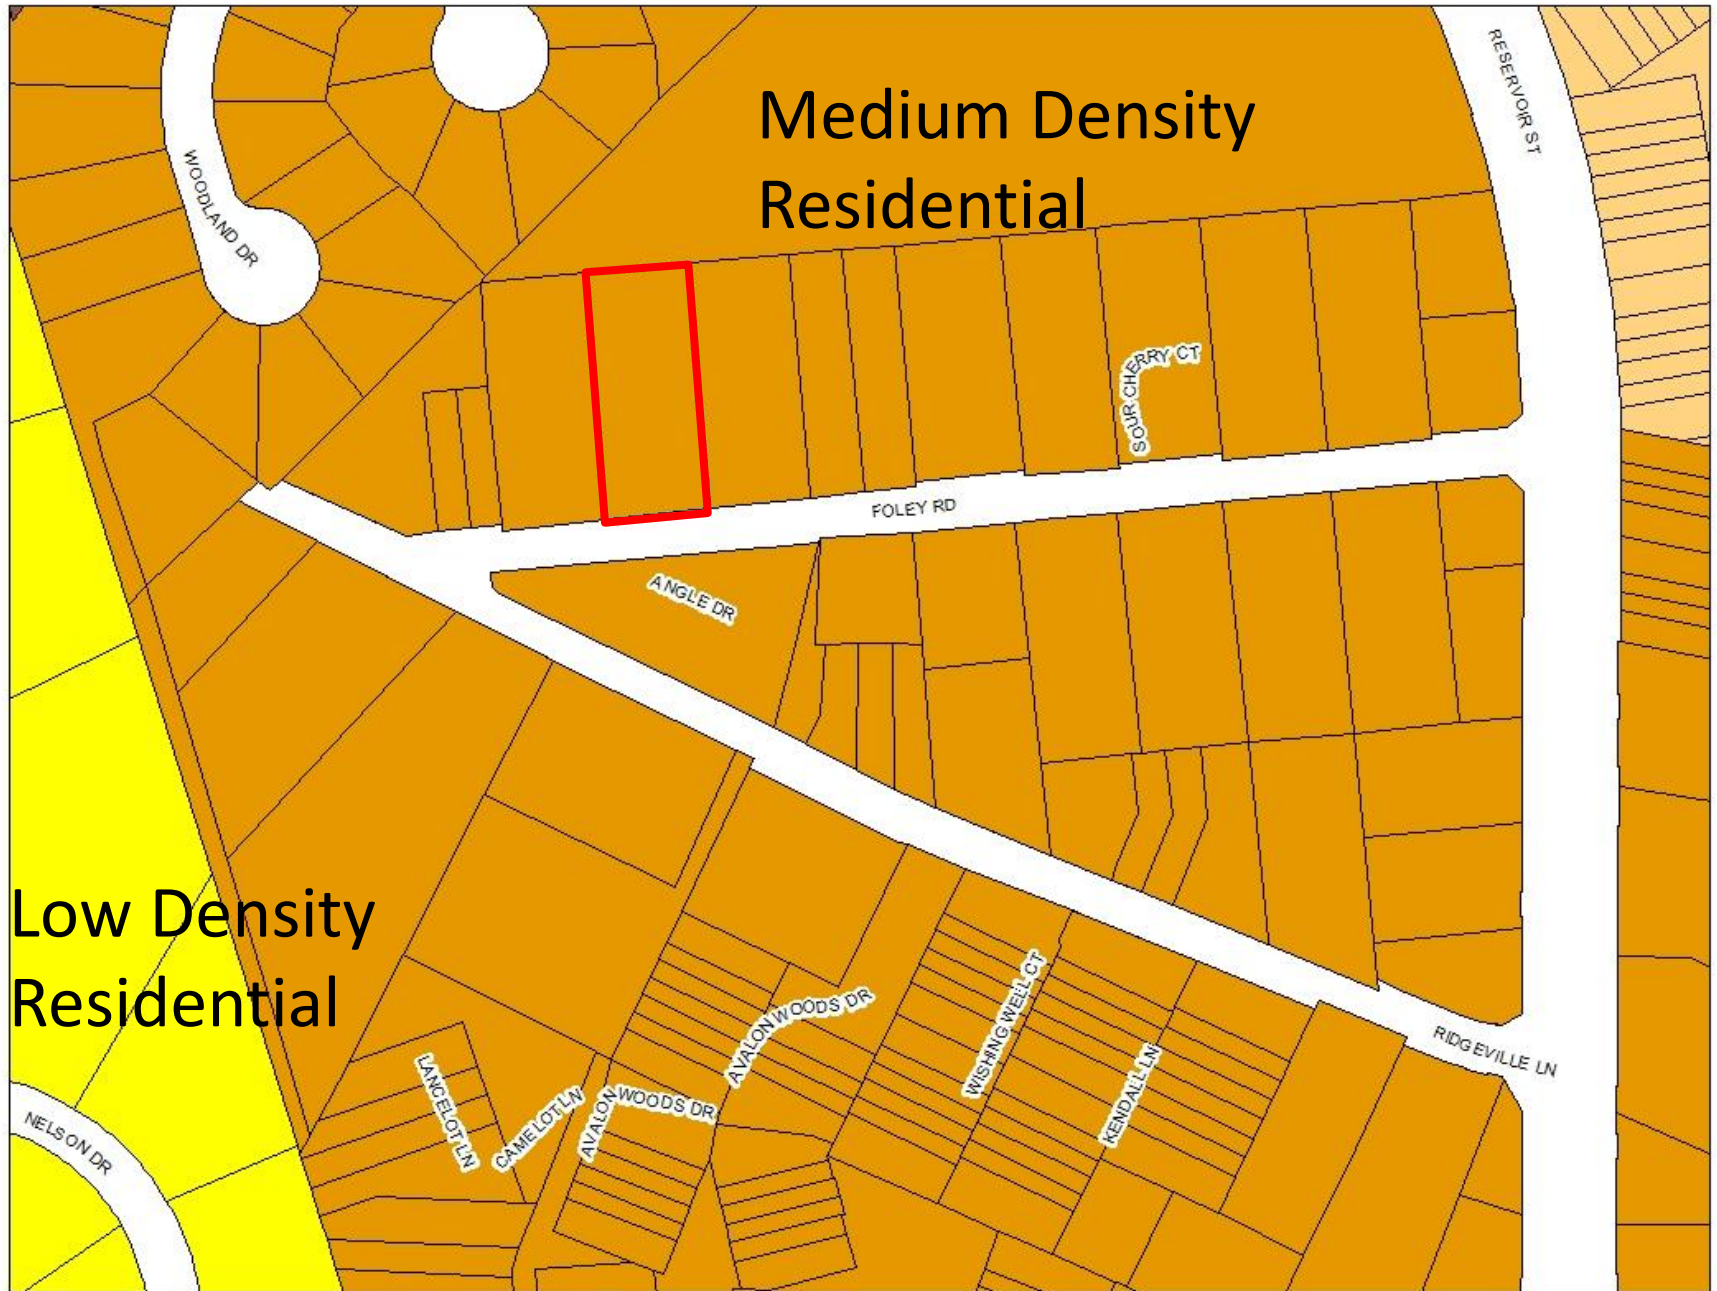 Medium Density
Residential
RESERVOIR ST
WOODLAND DR
SOUR CHERRY CT
FOLEY RD
ANGLE DR
Low Density
Residential
AVALON WOODS DR
WISHING WELL CT
RIDGEVILLE LN
KENDALL LN
LANCELOT LN
CAMELOT LN
AVALON WOODS DR
NELSON DR